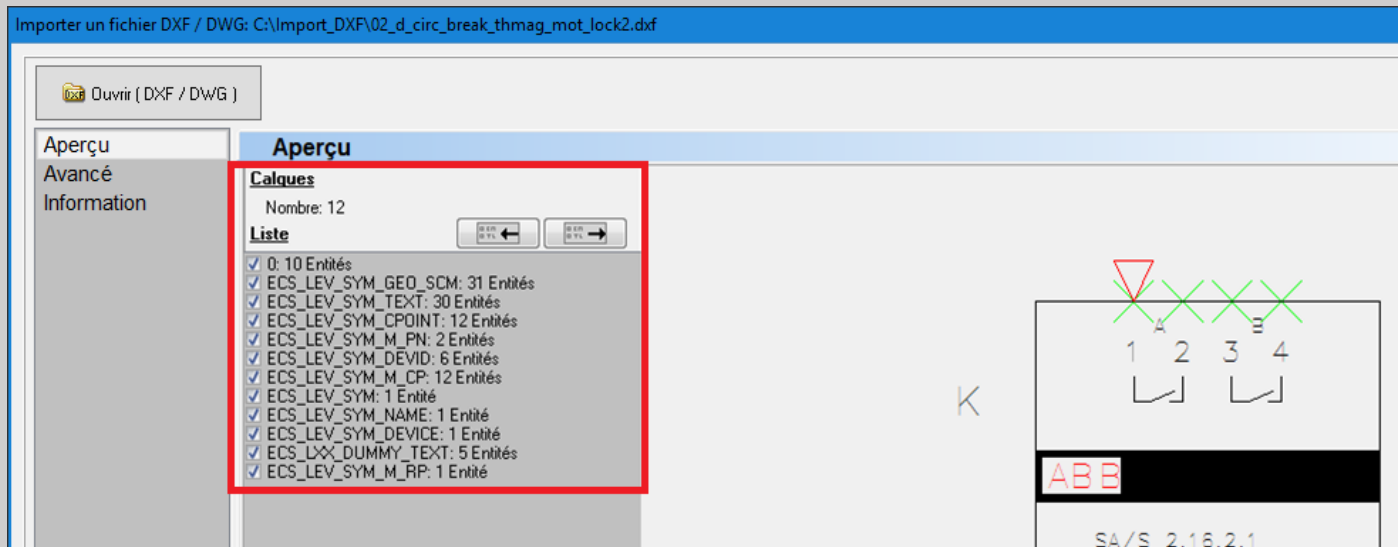 Importer un fichier DXF / DWG: C:\Import_DXF\02_d_circ_break_thmag_mot_lock2.dxf
DXF Ouvrir ( DXF / DWG )
Aperçu
Avancé
Information
Aperçu
Calques
Nombre: 12
Liste
0: 10 Entités
ECS_LEV_SYM_GEO_SCM: 31 Entités
ECS_LEV_SYM_TEXT: 30 Entités
ECS_LEV_SYM_CPOINT: 12 Entités
ECS_LEV_SYM_M_PN: 2 Entités
ECS_LEV_SYM_DEVID: 6 Entités
ECS_LEV_SYM_M_CP: 12 Entités
ECS_LEV_SYM: 1 Entité
ECS_LEV_SYM_NAME: 1 Entité
ECS_LEV_SYM_DEVICE: 1 Entité
ECS_LXX_DUMMY_TEXT: 5 Entités
ECS_LEV_SYM_M_RP: 1 Entité
A B
1 2 3 4
K
ABB
SA/S 2.16.2.1